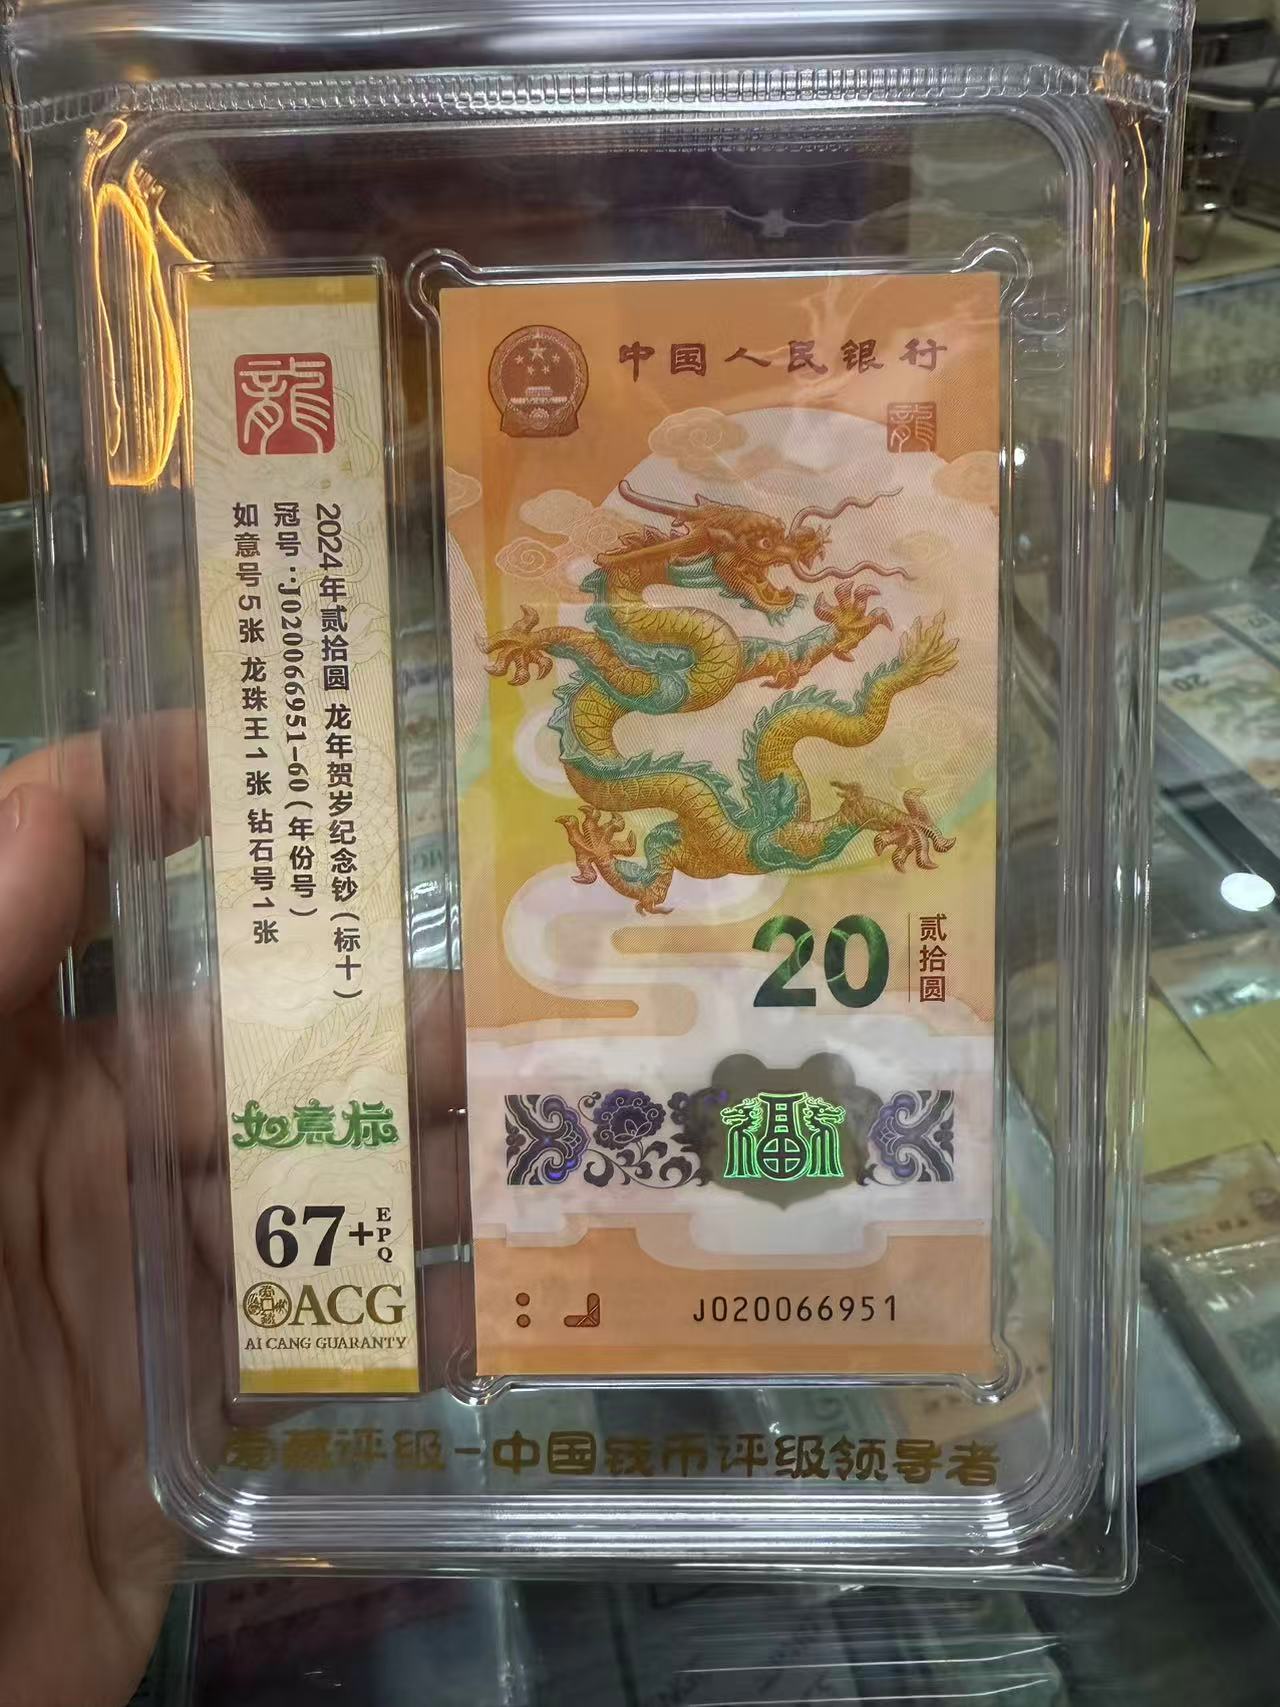 龍
2024年贰拾圆 龙年贺岁纪念钞(标十)
冠号:J020066951-60(年份号)
如意号5张 龙珠王1张 钻石号1张
如意标
67+EPQ
ACG
AI CANG GUARANTY
中国人民银行
龍
20
贰拾圆
福
J020066951
爱藏评级-中国钱币评级领导者